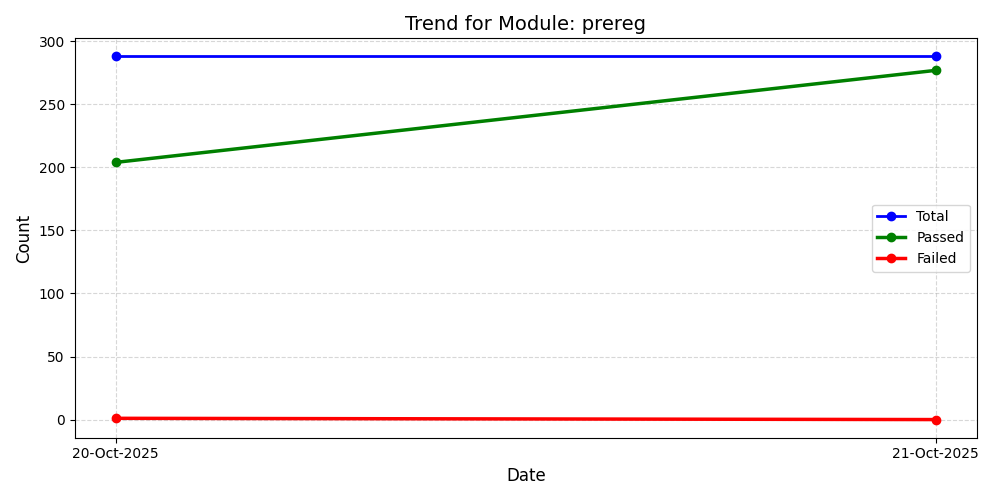 Trend for Module: prereg
300
250
200
150
100
50
0
Count
Total
Passed
Failed
20-Oct-2025
21-Oct-2025
Date